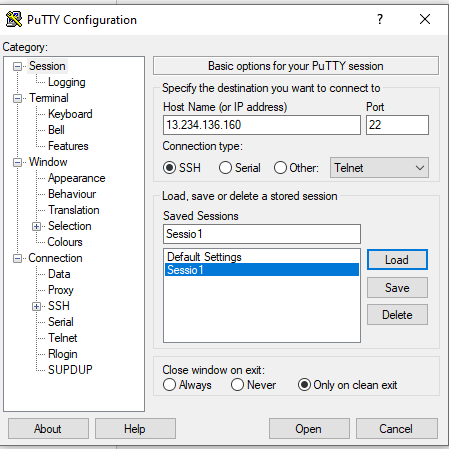 PuTTY Configuration
?
Category:
Session
Logging
Terminal
Keyboard
Bell
Features
Window
Appearance
Behaviour
Translation
Selection
Colours
Connection
Data
Proxy
SSH
Serial
Telnet
Rlogin
SUPDUP
Basic options for your PuTTY session
Specify the destination you want to connect to
Host Name (or IP address) Port
13.234.136.160 22
Connection type:
SSH Serial Other: Telnet
Load, save or delete a stored session
Saved Sessions
Sessio1
Default Settings
Sessio1
Load
Save
Delete
Close window on exit:
Always Never Only on clean exit
About Help Open Cancel